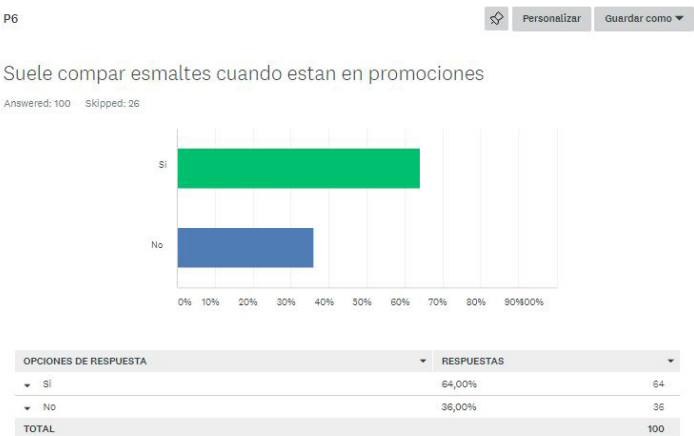 P6
Personalizar
Guardar como
Suele compar esmaltes cuando estan en promociones
Answered: 100 Skipped: 26
Si
No
0% 10% 20% 30% 40% 50% 60% 70% 80% 90%100%
OPCIONES DE RESPUESTA RESPUESTAS
Si 64,00% 64
No 36,00% 36
TOTAL 100